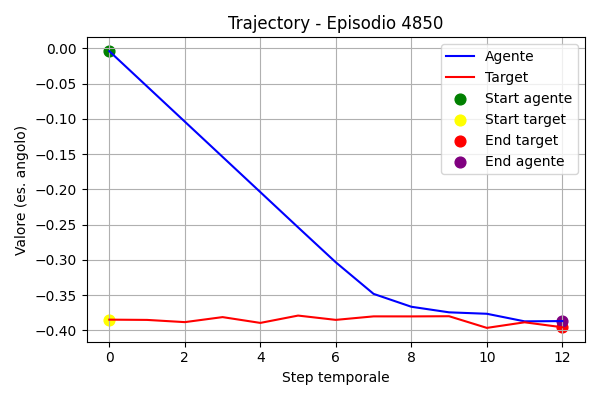 Trajectory - Episodio 4850
Valore (es. angolo)
0.00
−0.05
−0.10
−0.15
−0.20
−0.25
−0.30
−0.35
−0.40
Agente
Target
Start agente
Start target
End target
End agente
0 2 4 6 8 10 12
Step temporale